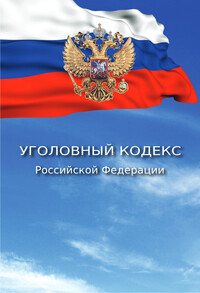 УГОЛОВНЫЙ КОДЕКС
Российской Федерации